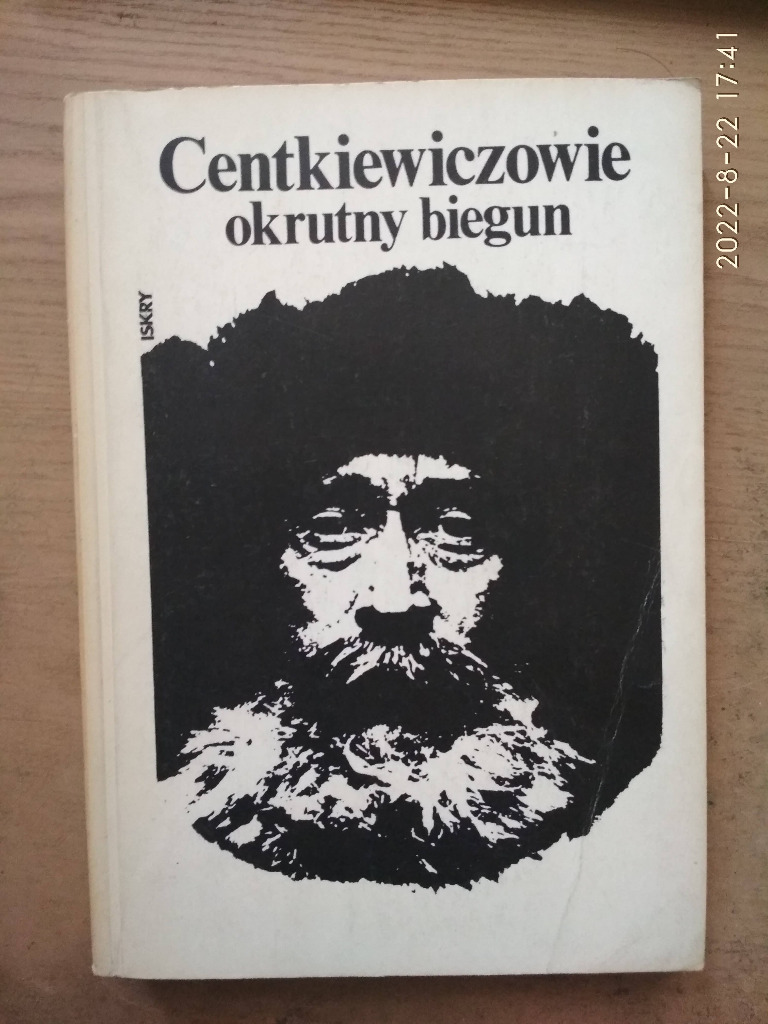 Centkiewiczowie
okrutny biegun
ISKRY
2022-8-22 17:41